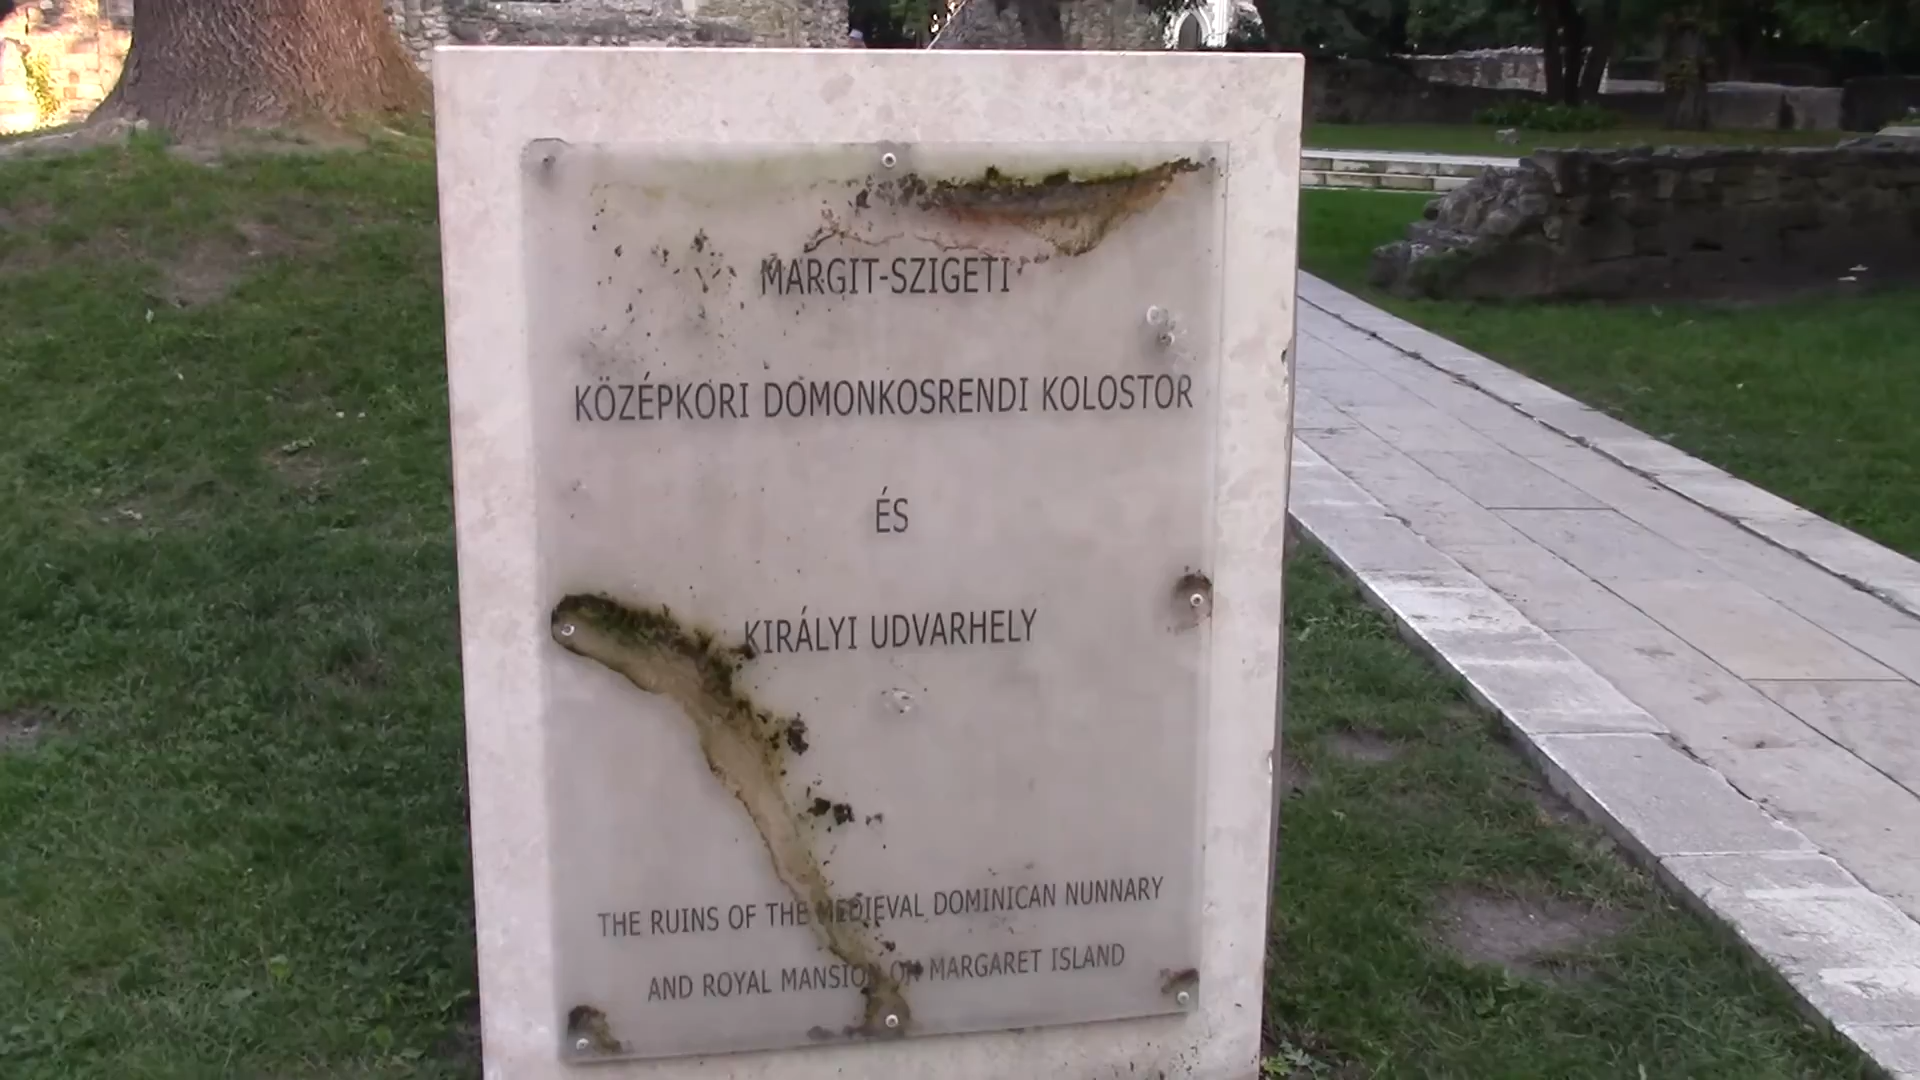 MARGIT-SZIGETI
KÖZÉPKORI DOMONKOSRENDI KOLOSTOR
ÉS
KIRÁLYI UDVARHELY
THE RUINS OF THE MEDIEVAL DOMINICAN NUNNARY
AND ROYAL MANSION ON MARGARET ISLAND